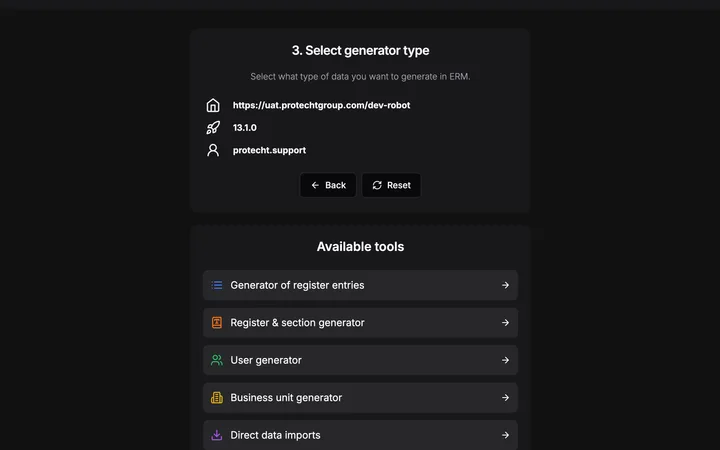 3. Select generator type
Select what type of data you want to generate in ERM.
https://uat.protechtgroup.com/dev-robot
13.1.0
protecht.support
Back
Reset
Available tools
Generator of register entries
Register & section generator
User generator
Business unit generator
Direct data imports